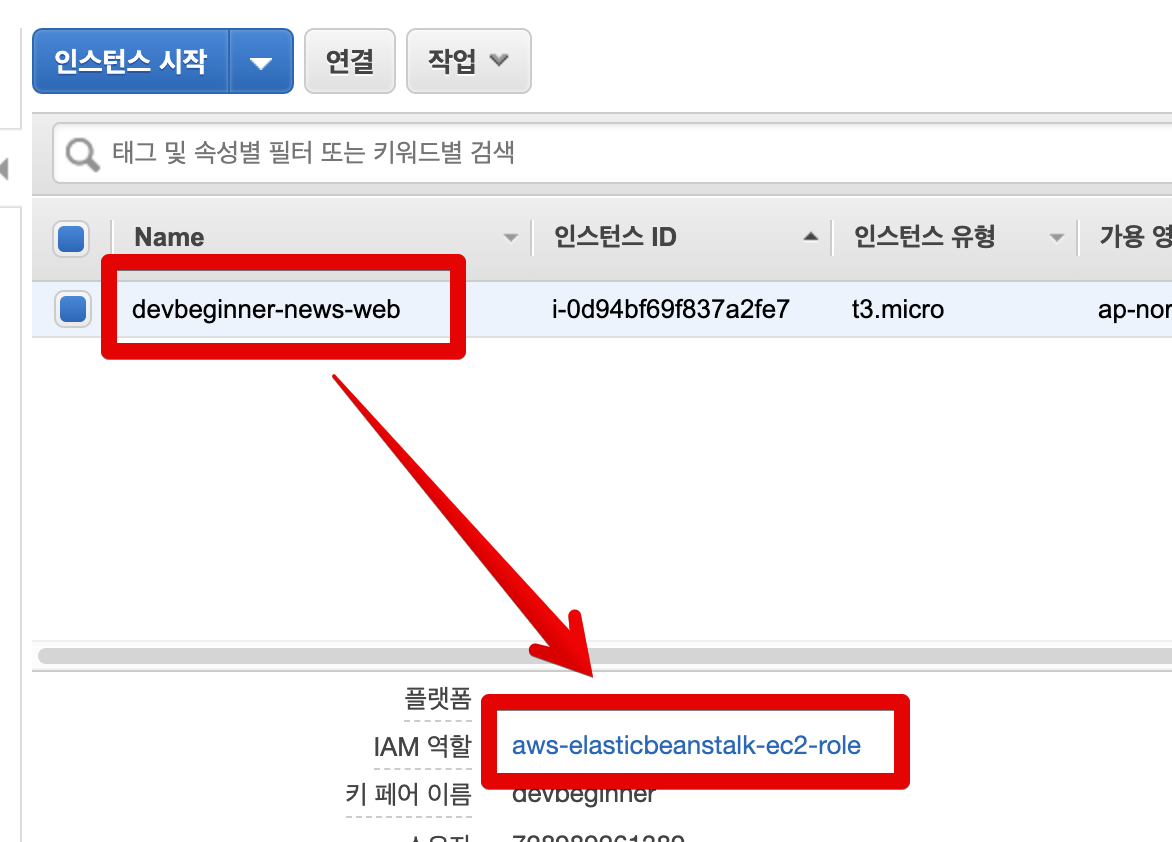 인스턴스 시작
연결
작업
태그 및 속성별 필터 또는 키워드별 검색
Name 인스턴스 ID 인스턴스 유형 가용
devbeginner-news-web i-0d94bf69f837a2fe7 t3.micro ap-nor
플랫폼
IAM 역할 aws-elasticbeanstalk-ec2-role
키 페어 이름 devbeginner